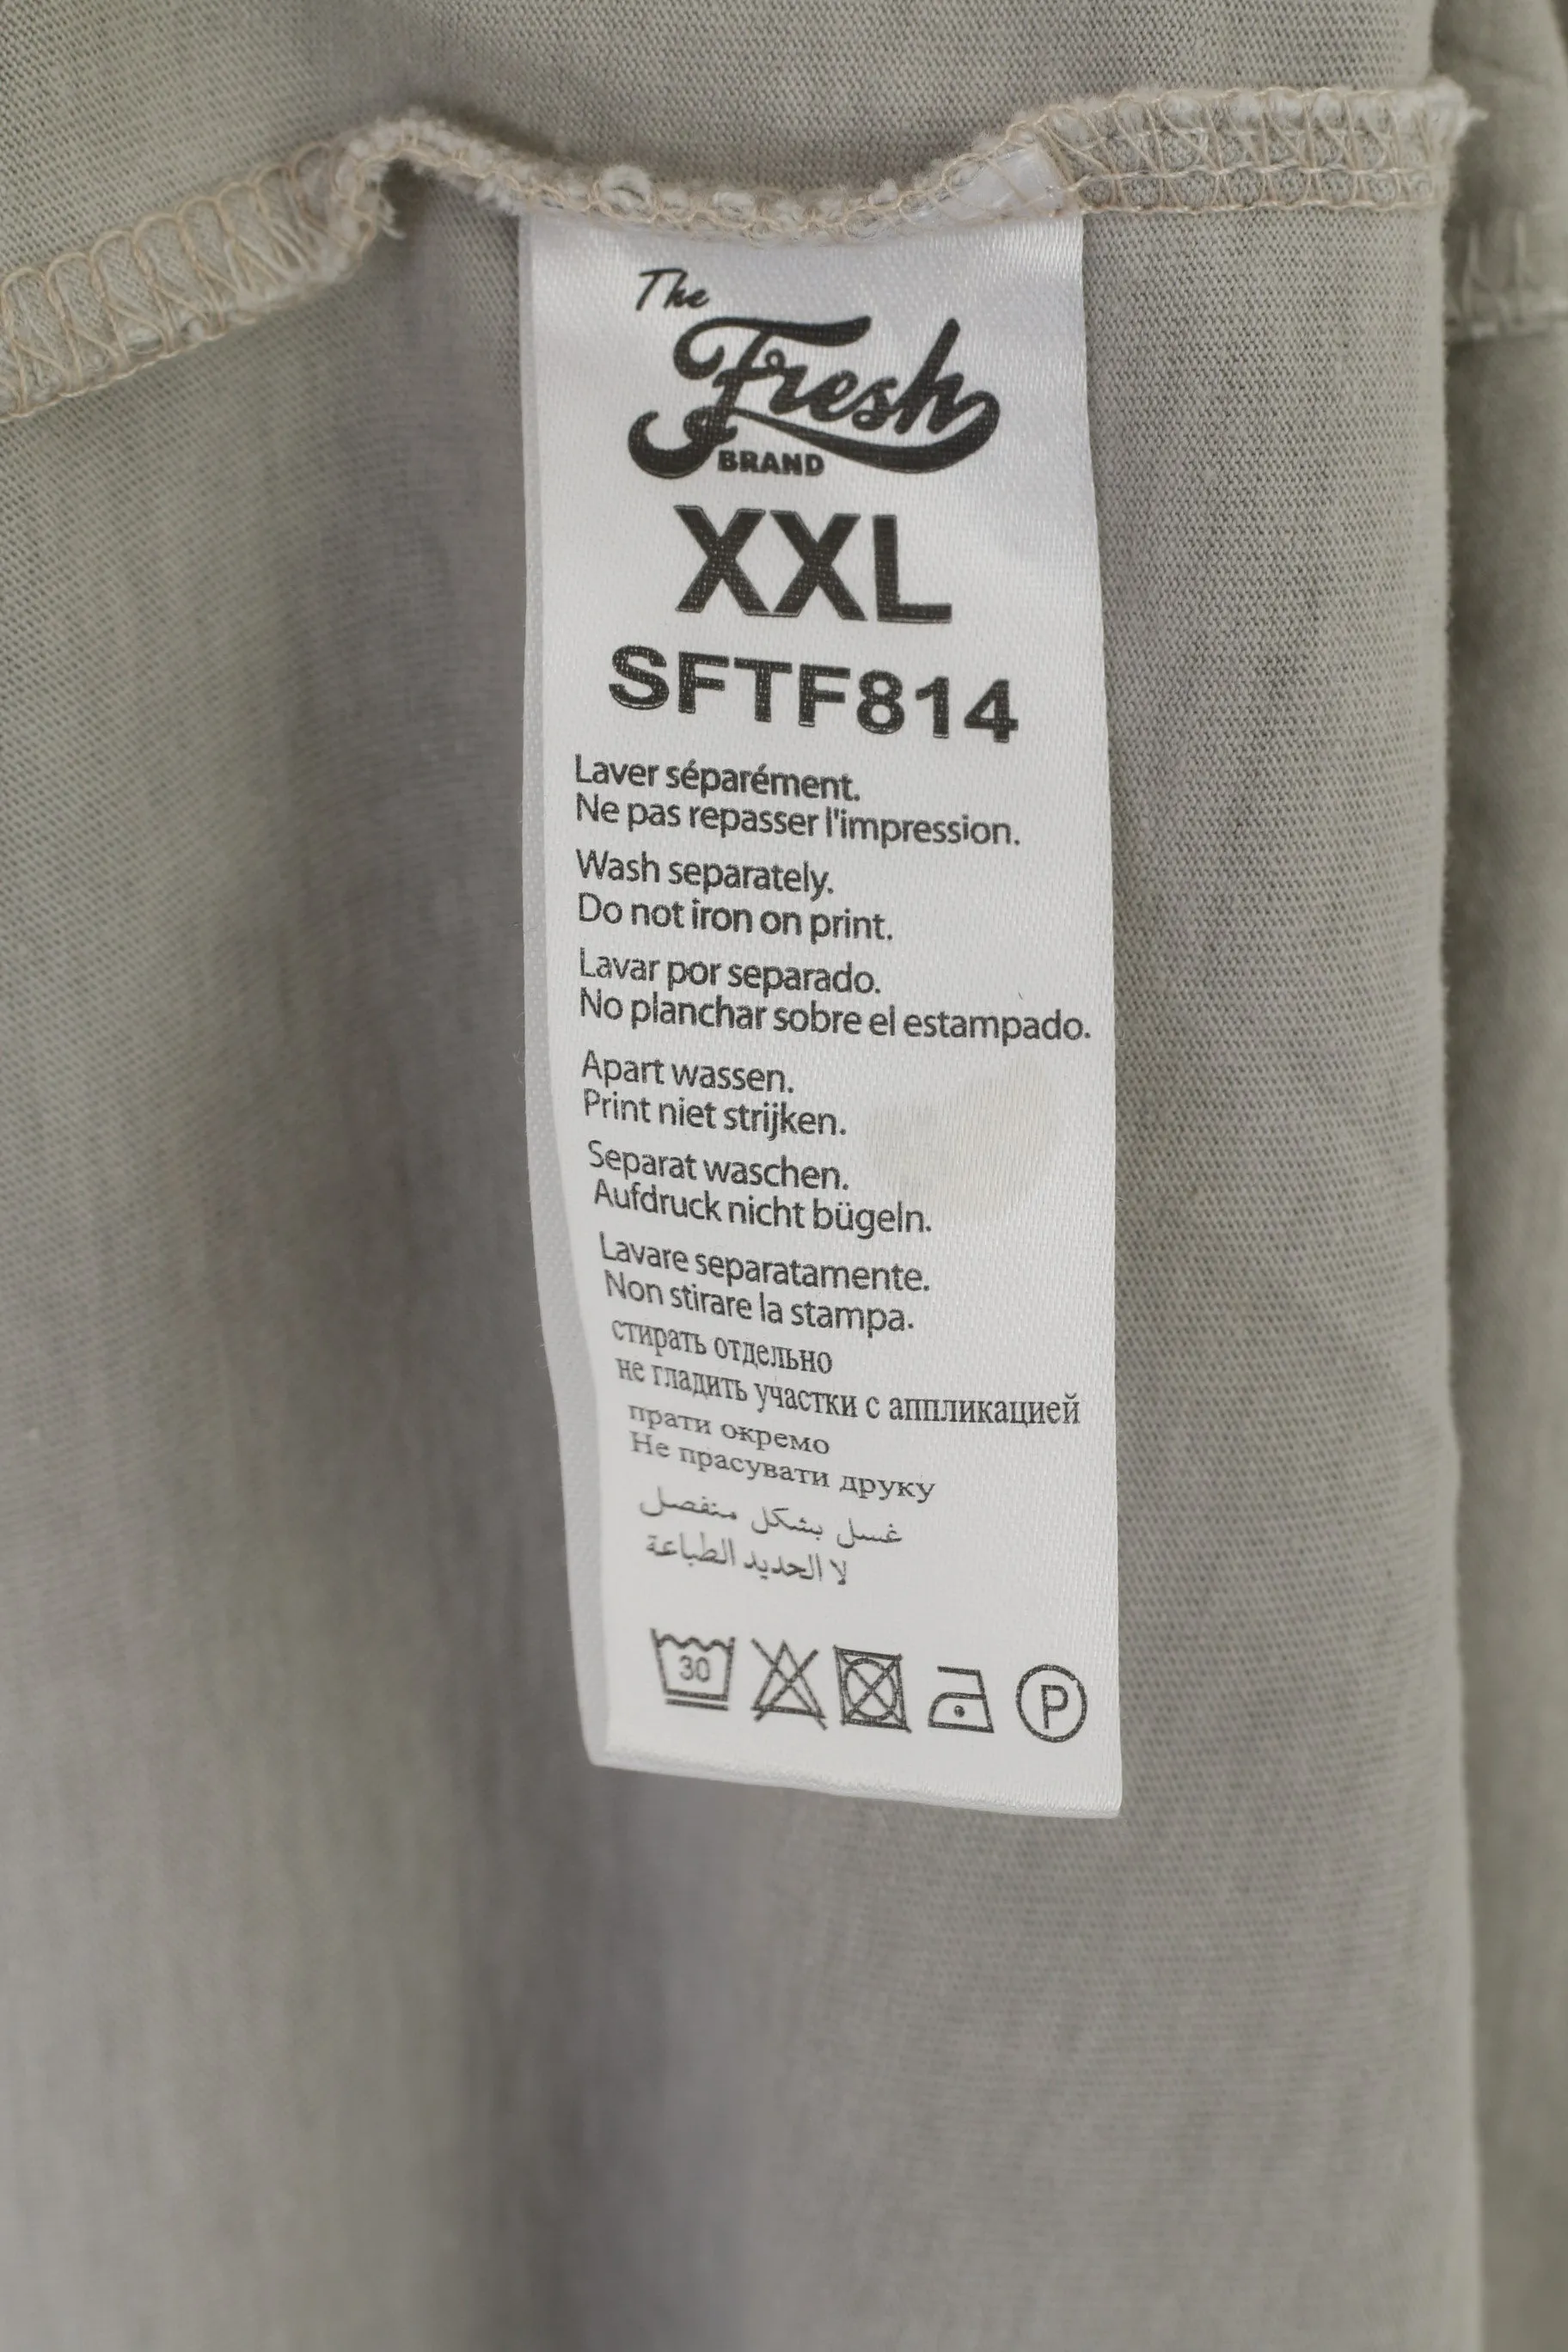 The
Fresh
BRAND
XXL
SFTF814
Laver séparément.
Ne pas repasser l'impression.
Wash separately.
Do not iron on print.
Lavar por separado.
No planchar sobre el estampado.
Apart wassen.
Print niet strijken.
Separat waschen.
Aufdruck nicht bügeln.
Lavare separatamente.
Non stirare la stampa.
стирать отдельно
не гладить участки с аппликацией
прати окремо
Не прасувати друку
غسل بشكل منفصل
لا الحديد الطباعة
30
P